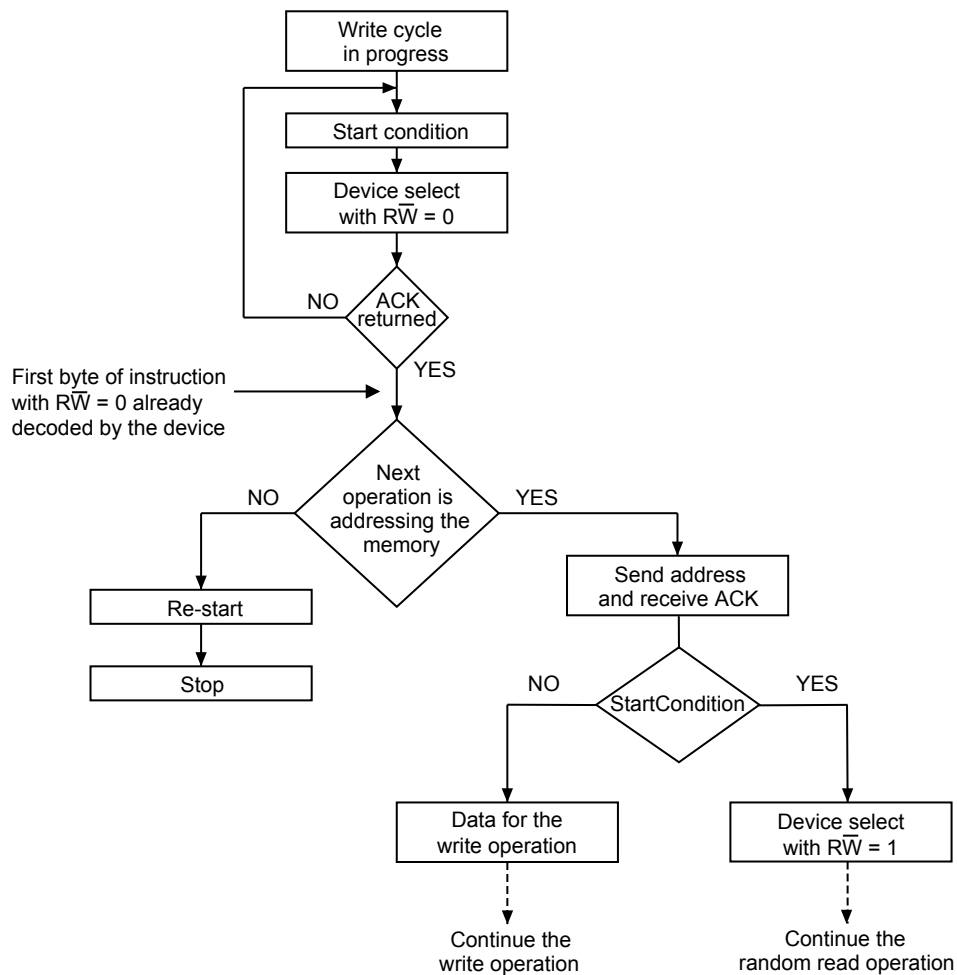 Write cycle
in progress
Start condition
Device select
with RW̅ = 0
NO
ACK
returned
YES
First byte of instruction
with RW̅ = 0 already
decoded by the device
NO
Next
operation is
addressing the
memory
YES
Send address
and receive ACK
Re-start
Stop
NO
StartCondition
YES
Data for the
write operation
Device select
with RW̅ = 1
Continue the
write operation
Continue the
random read operation